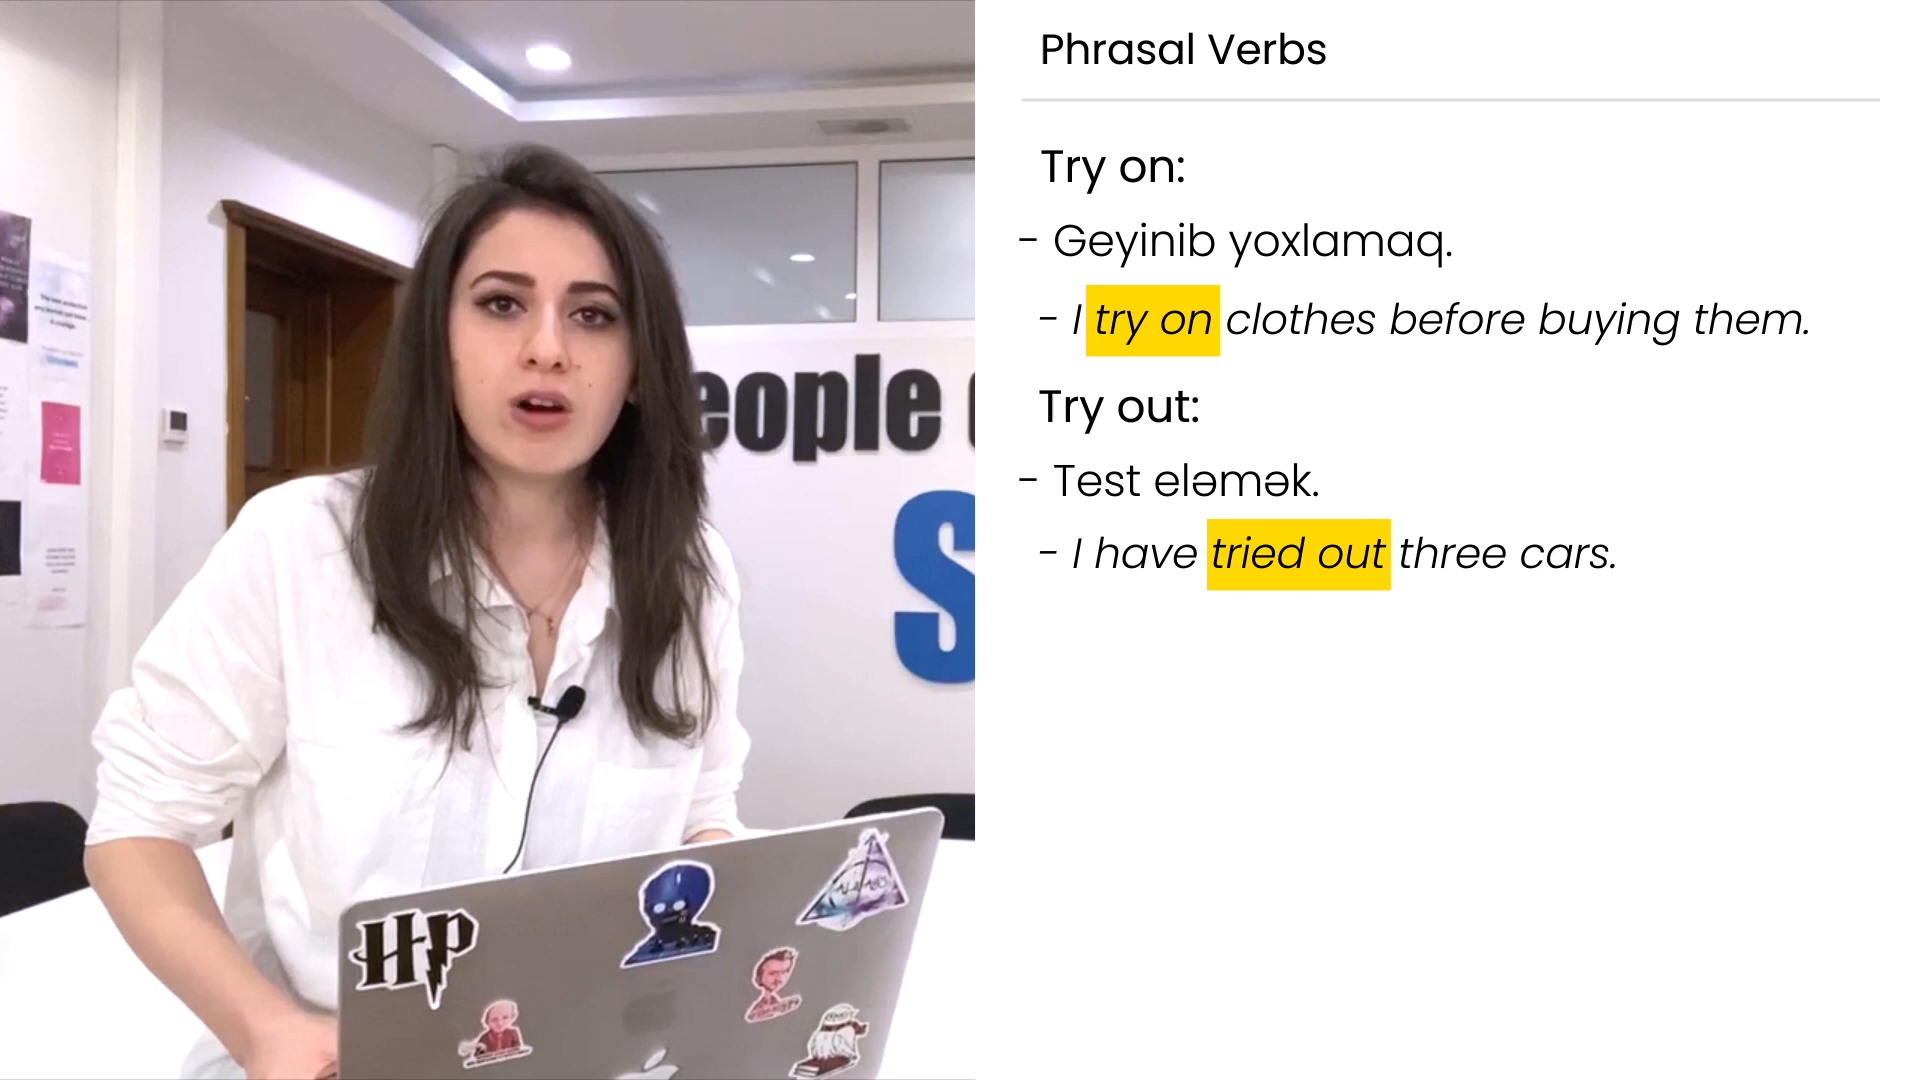 Phrasal Verbs
Try on:
- Geyinib yoxlamaq.
- I try on clothes before buying them.
Try out:
- Test eləmək.
- I have tried out three cars.
eople
S
HP